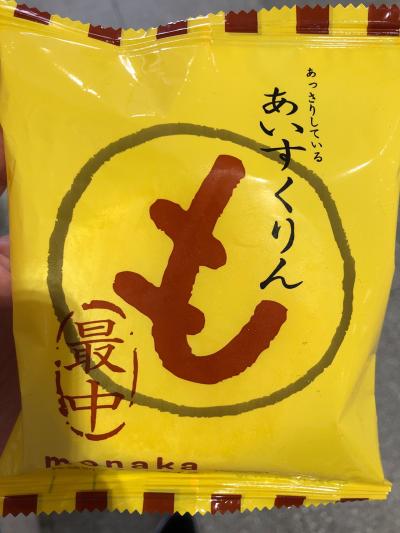 あっさりしている
あいすくりん
も
最中
monaka